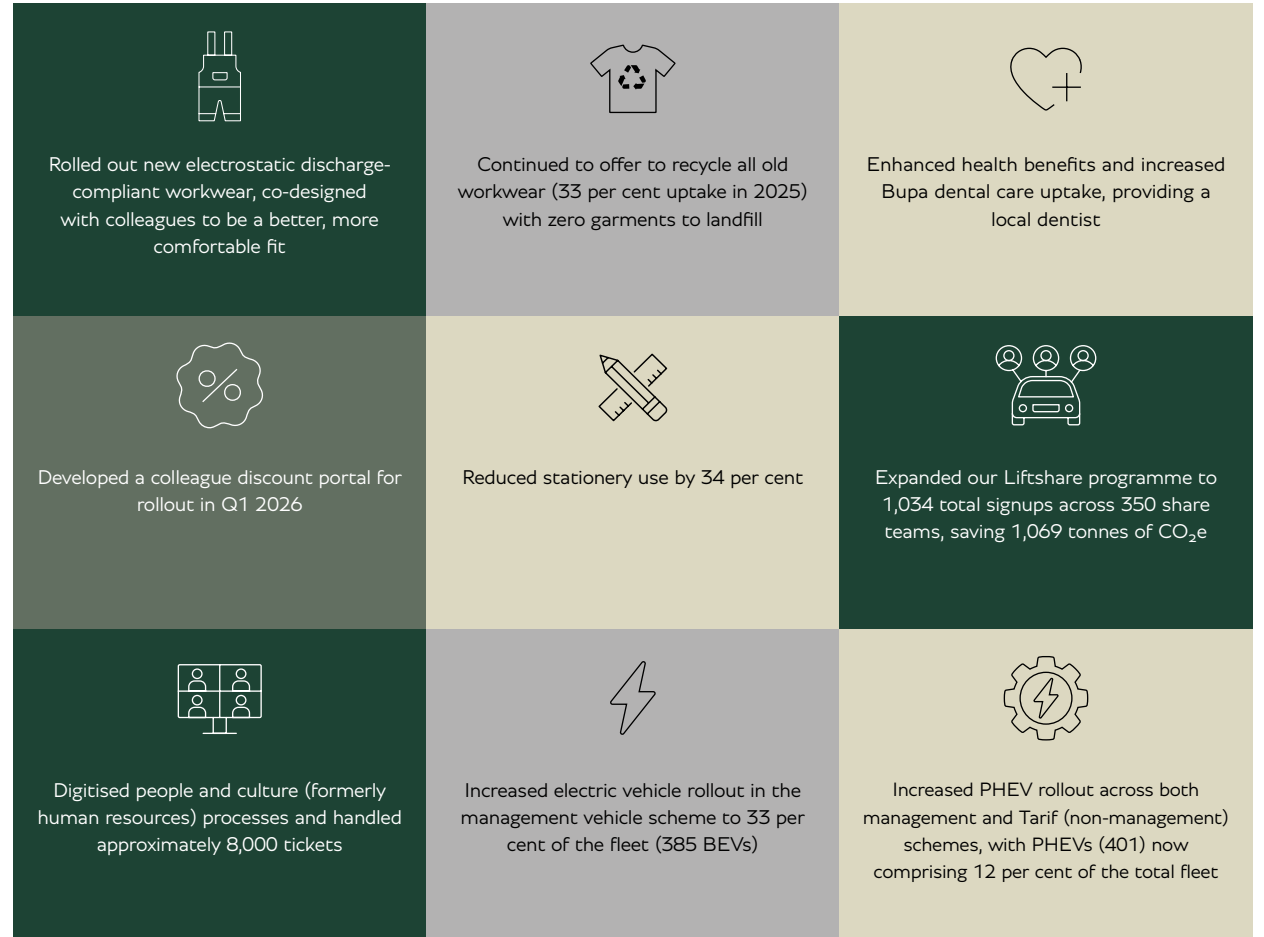 Rolled out new electrostatic discharge-
compliant workwear, co-designed
with colleagues to be a better, more
comfortable fit
Continued to offer to recycle all old
workwear (33 per cent uptake in 2025)
with zero garments to landfill
Enhanced health benefits and increased
Bupa dental care uptake, providing a
local dentist
Developed a colleague discount portal for
rollout in Q1 2026
Reduced stationery use by 34 per cent
Expanded our Liftshare programme to
1,034 total signups across 350 share
teams, saving 1,069 tonnes of CO₂e
Digitised people and culture (formerly
human resources) processes and handled
approximately 8,000 tickets
Increased electric vehicle rollout in the
management vehicle scheme to 33 per
cent of the fleet (385 BEVs)
Increased PHEV rollout across both
management and Tarif (non-management)
schemes, with PHEVs (401) now
comprising 12 per cent of the total fleet